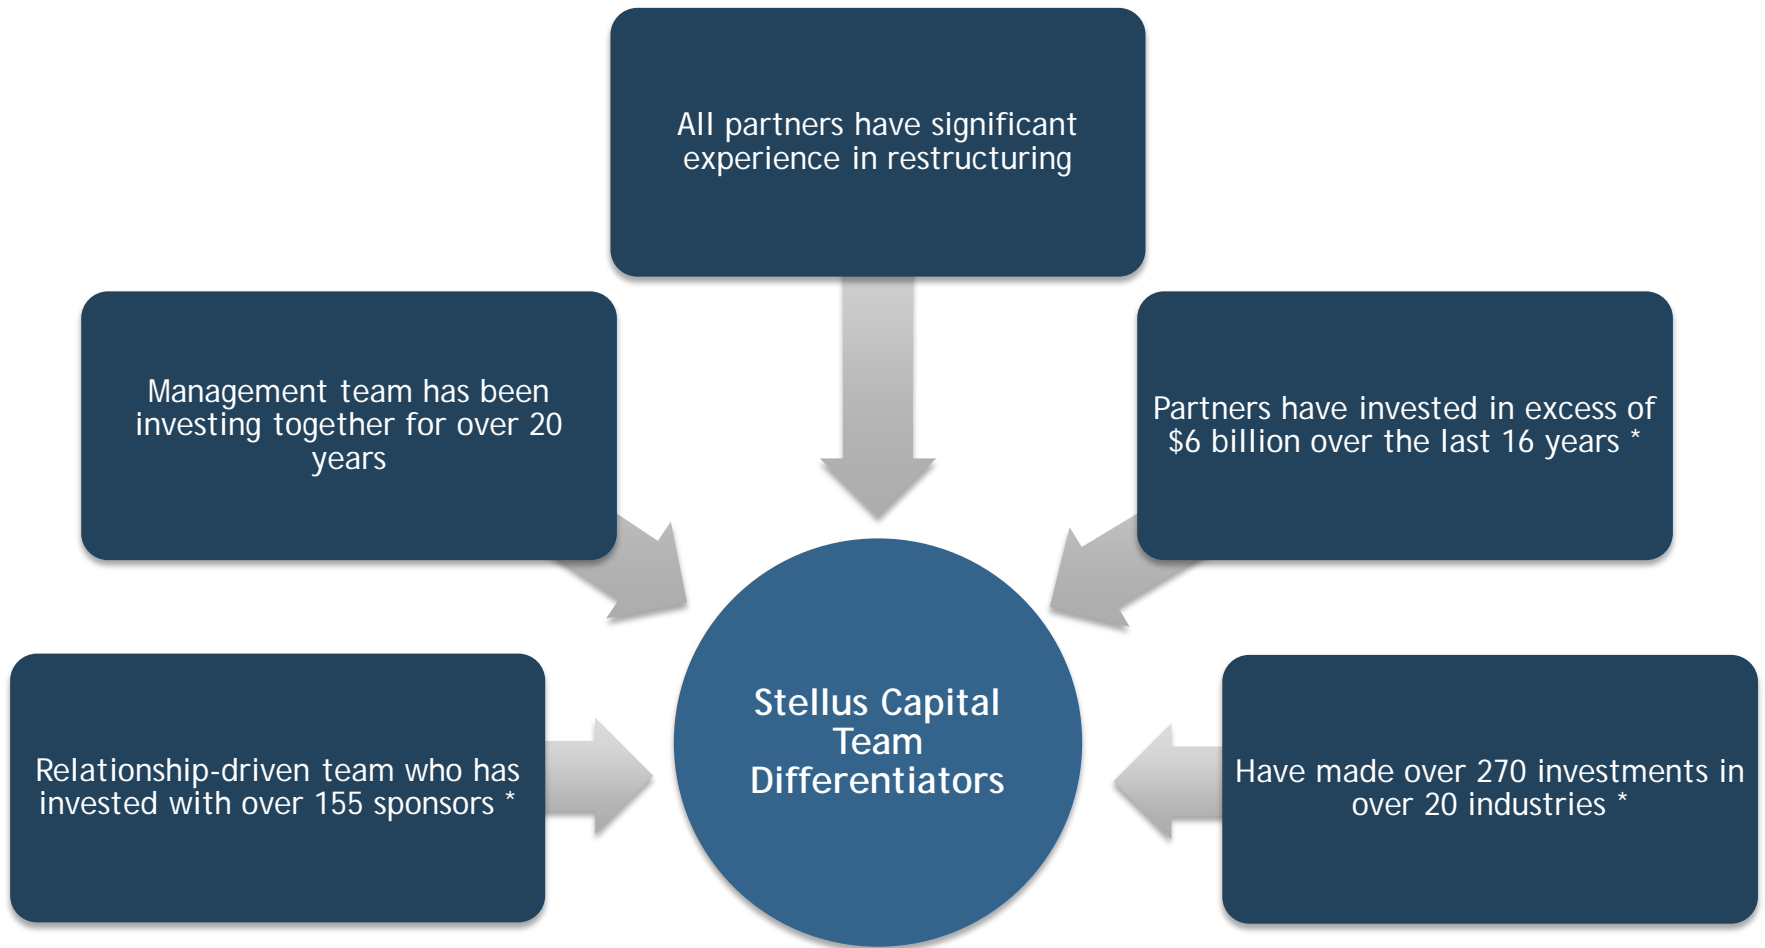 All partners have significant
experience in restructuring
Management team has been
investing together for over 20
years
Partners have invested in excess of
$6 billion over the last 16 years *
Relationship-driven team who has
invested with over 155 sponsors *
Stellus Capital
Team
Differentiators
Have made over 270 investments in
over 20 industries *